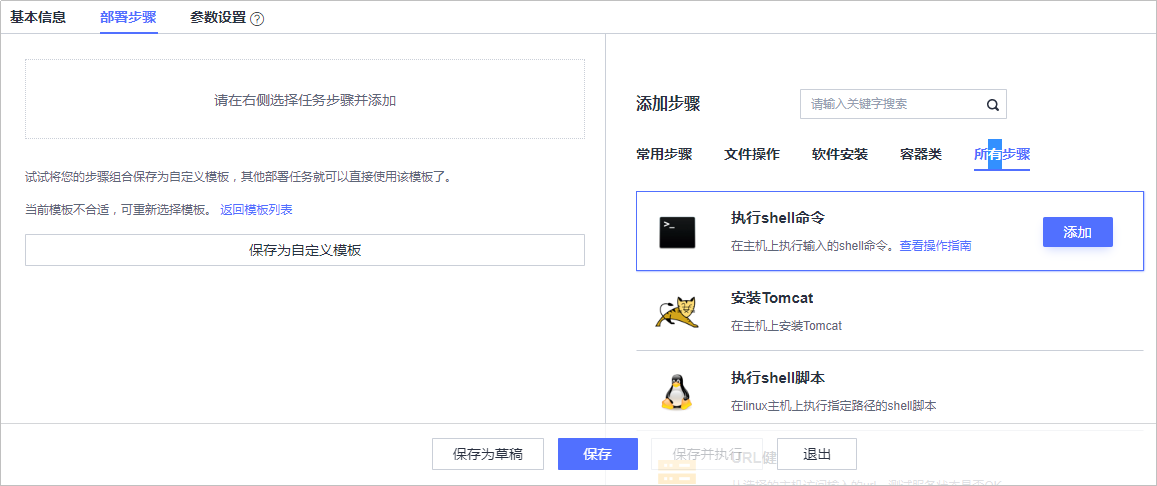 基本信息 部署步骤 参数设置 ?
请在右侧选择任务步骤并添加
试试将您的步骤组合保存为自定义模板，其他部署任务就可以直接使用该模板了。
当前模板不合适，可重新选择模板。 返回模板列表
保存为自定义模板
添加步骤 请输入关键字搜索
常用步骤 文件操作 软件安装 容器类 所有步骤
执行shell命令
在主机上执行输入的shell命令。查看操作指南
添加
安装Tomcat
在主机上安装Tomcat
执行shell脚本
在linux主机上执行指定路径的shell脚本
URL健
保存为草稿 保存 保存并执行 退出